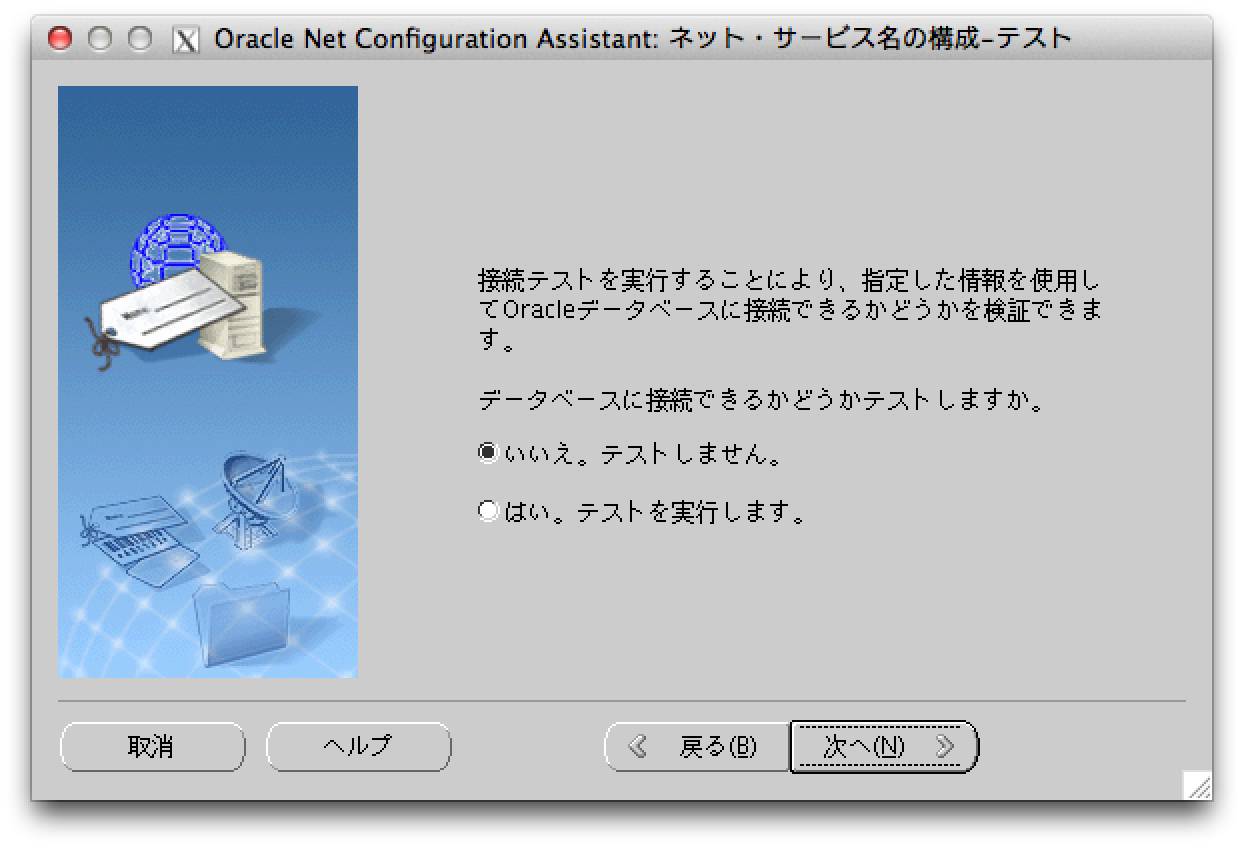 Oracle Net Configuration Assistant: ネット・サービス名の構成-テスト
接続テストを実行することにより、指定した情報を使用し
てOracleデータベースに接続できるかどうかを検証できま
す。
データベースに接続できるかどうかテストしますか。
いいえ。テストしません。
はい。テストを実行します。
取消
ヘルプ
戻る(B)
次へ(N)